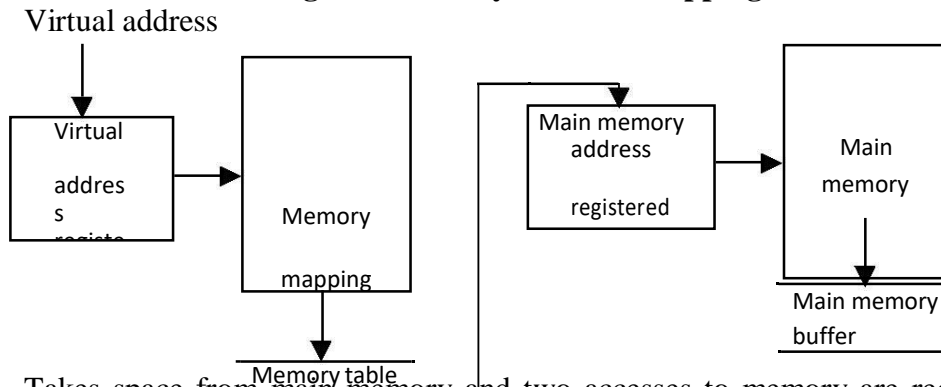 Virtual address
Virtual
addres
s
registe
Memory
mapping
Memory table
Main memory
address
registered
Main
memory
Main memory
buffer
Takes space from main memory and two accesses to memory are